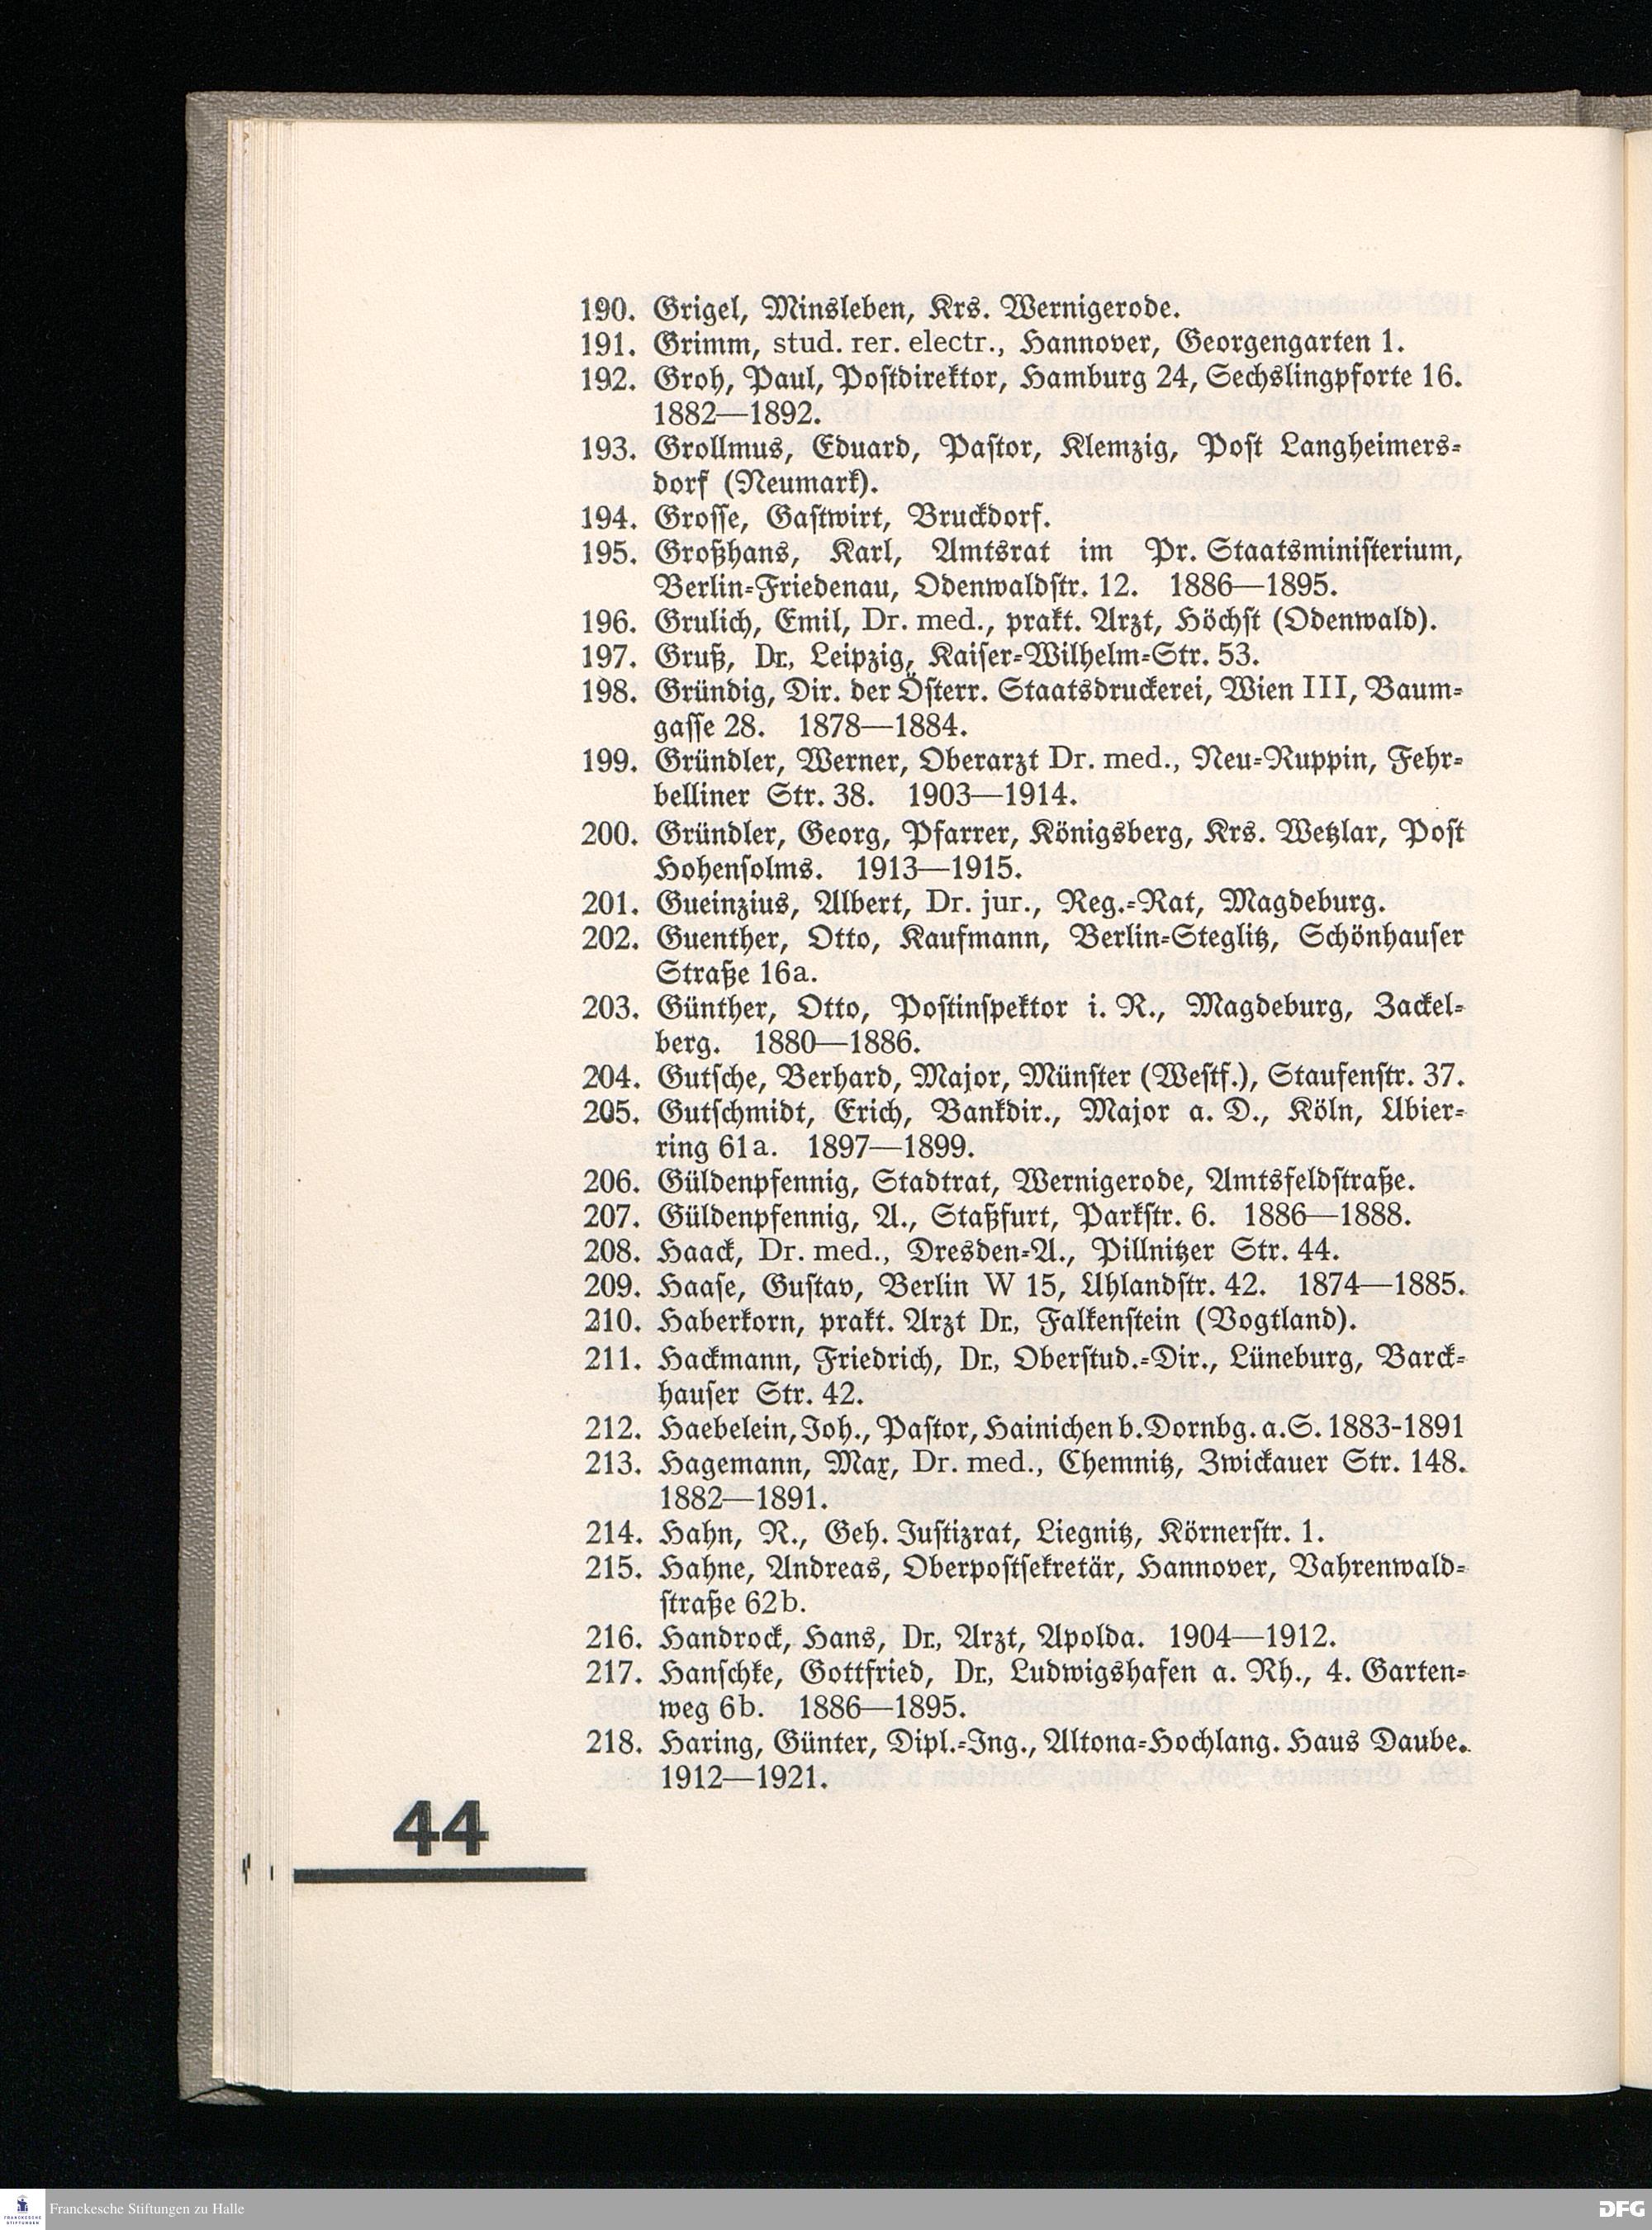 190. Grigel, Minsleben, Krs. Wernigerode.
191. Grimm, stud. rer. electr., Hannover, Georgengarten 1.
192. Groh, Paul, Postdirektor, Hamburg 24, Sechslingpforte 16.
1882—1892.
193. Grollmus, Eduard, Pastor, Klemzig, Post Langheimers-
dorf (Neumark).
194. Grosse, Gastwirt, Bruckdorf.
195. Großhans, Karl, Amtsrat im Pr. Staatsministerium,
Berlin-Friedenau, Odenwaldstr. 12. 1886—1895.
196. Grulich, Emil, Dr. med., prakt. Arzt, Höchst (Odenwald).
197. Gruß, Dr., Leipzig, Kaiser-Wilhelm-Str. 53.
198. Gründig, Dir. der Österr. Staatsdruckerei, Wien III, Baum-
gasse 28. 1878—1884.
199. Gründler, Werner, Oberarzt Dr. med., Neu-Ruppin, Fehr-
belliner Str. 38. 1903—1914.
200. Gründler, Georg, Pfarrer, Königsberg, Krs. Wetzlar, Post
Hohensolms. 1913—1915.
201. Gueinzius, Albert, Dr. jur., Reg.-Rat, Magdeburg.
202. Guenther, Otto, Kaufmann, Berlin-Steglitz, Schönhauser
Straße 16a.
203. Günther, Otto, Postinspektor i. R., Magdeburg, Zackel-
berg. 1880—1886.
204. Gutsche, Berhard, Major, Münster (Westf.), Staufenstr. 37.
205. Gutschmidt, Erich, Bankdir., Major a. D., Köln, Ubier-
ring 61a. 1897—1899.
206. Güldenpfennig, Stadtrat, Wernigerode, Amtsfeldstraße.
207. Güldenpfennig, A., Staßfurt, Parkstr. 6. 1886—1888.
208. Haack, Dr. med., Dresden-A., Pillnitzer Str. 44.
209. Haase, Gustav, Berlin W 15, Uhlandstr. 42. 1874—1885.
210. Haberkorn, prakt. Arzt Dr., Falkenstein (Vogtland).
211. Hackmann, Friedrich, Dr., Oberstud.-Dir., Lüneburg, Barck-
hauser Str. 42.
212. Haebelein, Joh., Pastor, Hainichen b. Dornbg. a. S. 1883-1891
213. Hagemann, Max, Dr. med., Chemnitz, Zwickauer Str. 148.
1882—1891.
214. Hahn, R., Geh. Justizrat, Liegnitz, Körnerstr. 1.
215. Hahne, Andreas, Oberpostsekretär, Hannover, Vahrenwald-
straße 62b.
216. Handrock, Hans, Dr., Arzt, Apolda. 1904—1912.
217. Hanschke, Gottfried, Dr., Ludwigshafen a. Rh., 4. Garten-
weg 6b. 1886—1895.
218. Haring, Günter, Dipl.-Ing., Altona-Hochlang. Haus Daube.
1912—1921.
44
Franckesche Stiftungen zu Halle
DFG